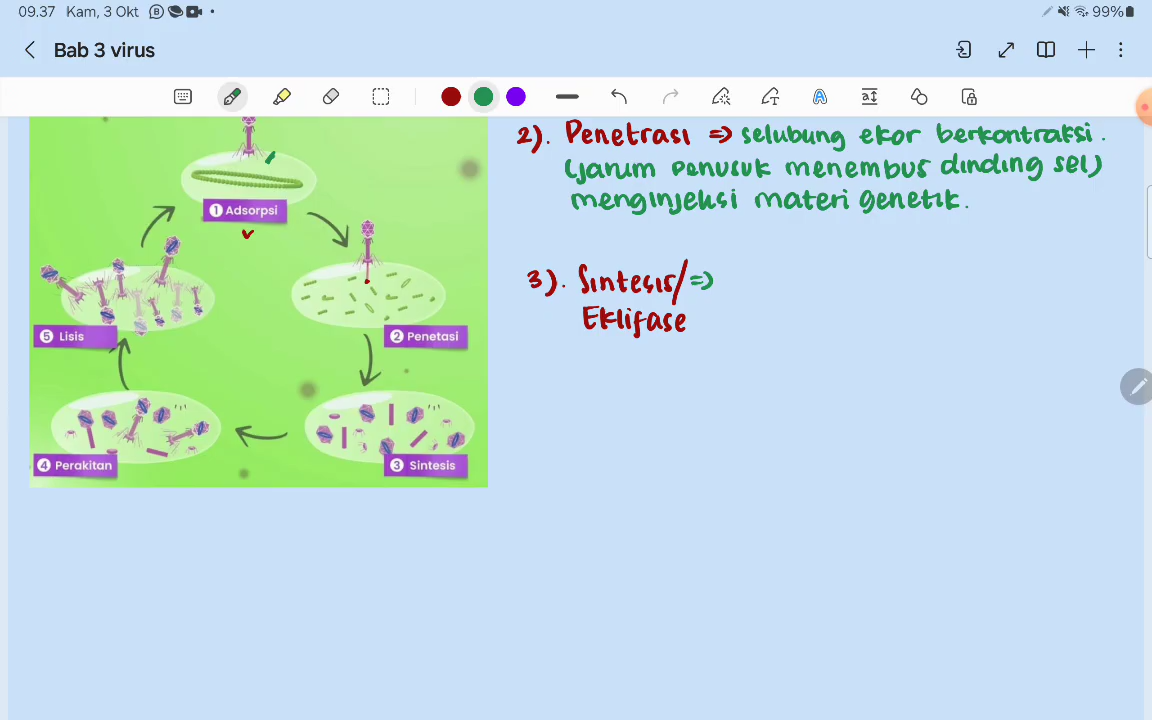 09.37 Kam, 3 Okt
99%
Bab 3 virus
2). Penetrasi => selubung ekor berkontraksi.
(jarum penusuk menembus dinding sel)
menginjeksi materi genetik.
1 Adsorpsi
3). Sintesis/ =>
Eklifase
5 Lisis
2 Penetasi
4 Perakitan
3 Sintesis